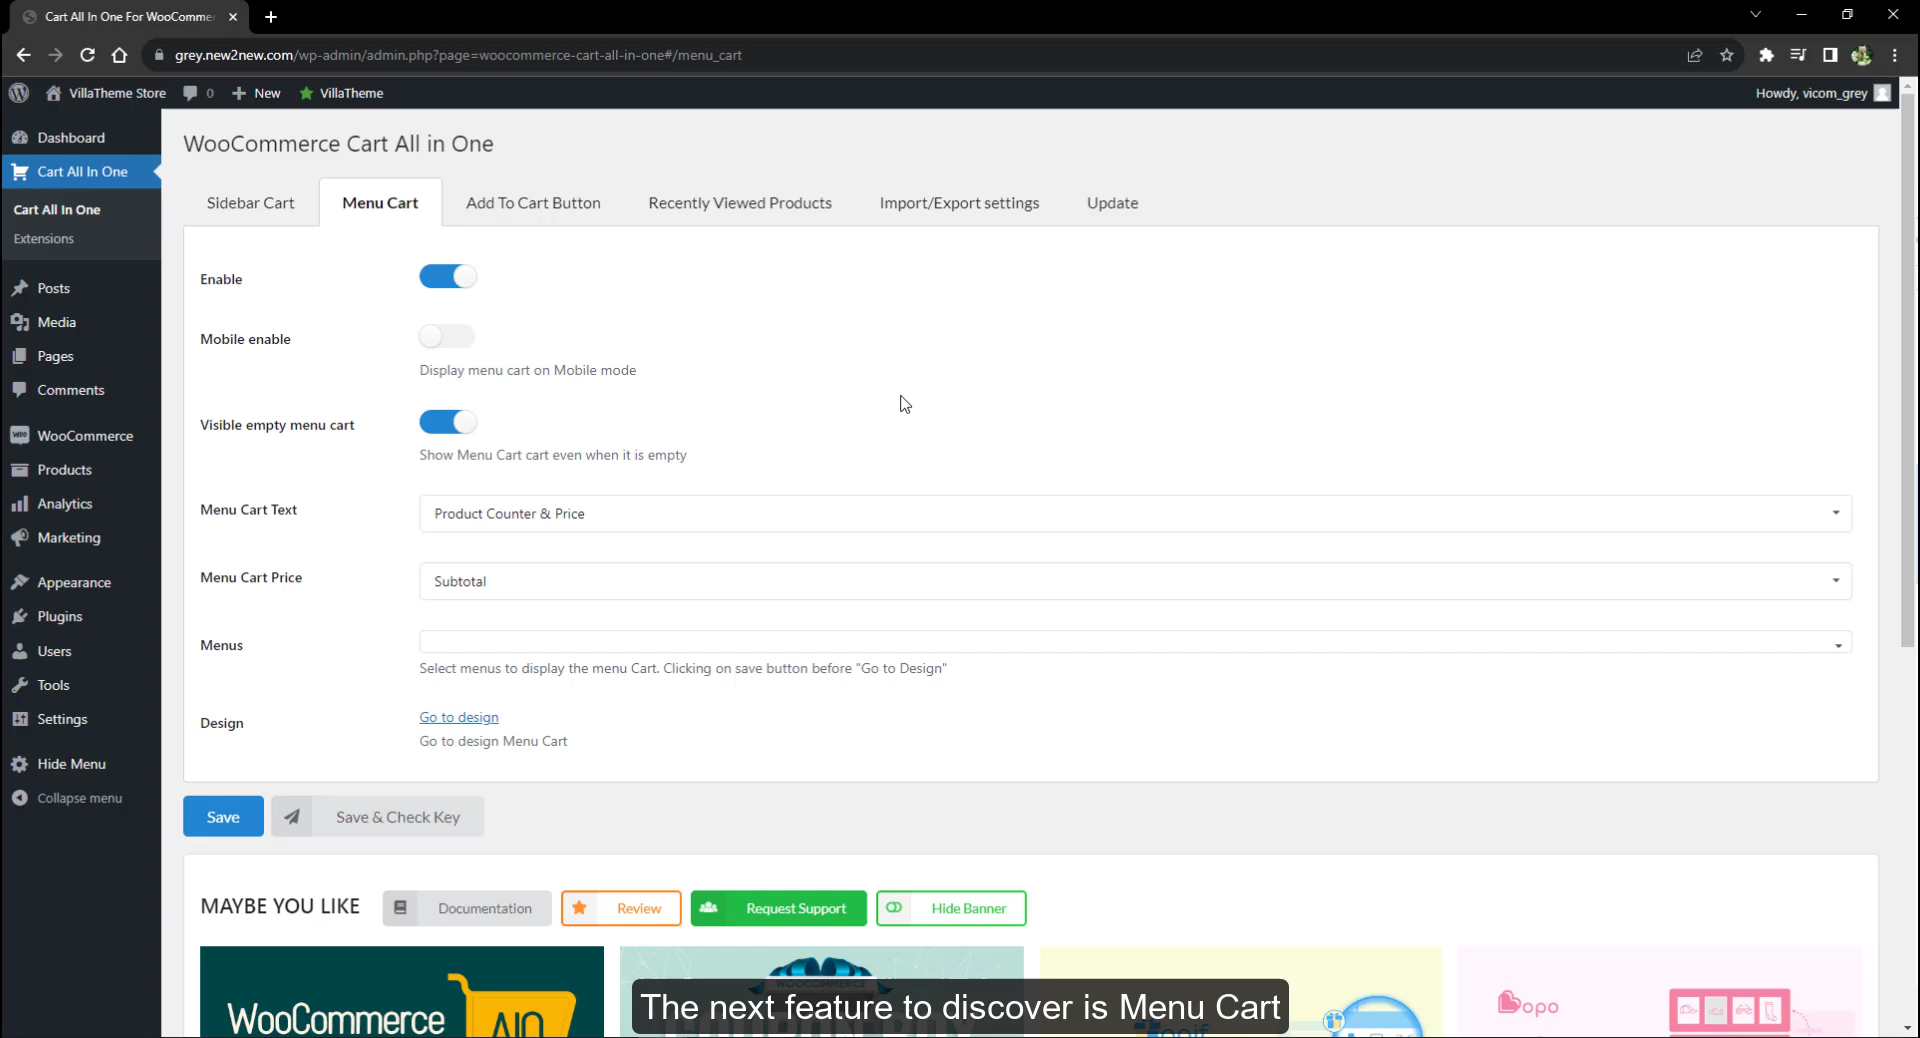 Cart All In One For WooComme
grey.new2new.com/wp-admin/admin.php?page=woocommerce-cart-all-in-one#/menu_cart
VillaTheme Store 0 New VillaTheme Howdy, vicom_grey
Dashboard
Cart All In One
Cart All In One
Extensions
Posts
Media
Pages
Comments
WooCommerce
Products
Analytics
Marketing
Appearance
Plugins
Users
Tools
Settings
Hide Menu
Collapse menu
WooCommerce Cart All in One
Sidebar Cart Menu Cart Add To Cart Button Recently Viewed Products Import/Export settings Update
Enable
Mobile enable
Display menu cart on Mobile mode
Visible empty menu cart
Show Menu Cart cart even when it is empty
Menu Cart Text Product Counter & Price
Menu Cart Price Subtotal
Menus
Select menus to display the menu Cart. Clicking on save button before "Go to Design"
Design Go to design
Go to design Menu Cart
Save Save & Check Key
MAYBE YOU LIKE Documentation Review Request Support Hide Banner
WooCommerce AIO
WOOCOMMERCE
opo
The next feature to discover is Menu Cart